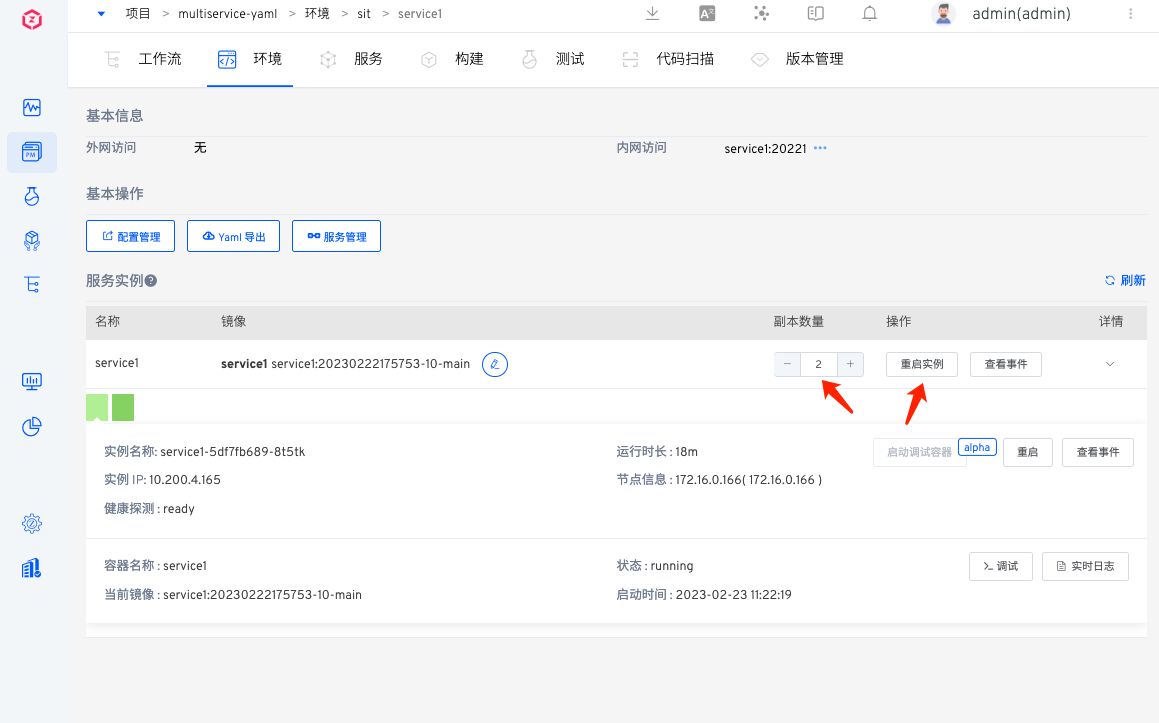 项目 > multiservice-yaml > 环境 > sit > service1 admin(admin)
工作流 环境 服务 构建 测试 代码扫描 版本管理
基本信息
外网访问 无 内网访问 service1:20221 •••
基本操作
配置管理 Yaml 导出 服务管理
服务实例 刷新
名称 镜像 副本数量 操作 详情
service1 service1 service1:20230222175753-10-main − 2 + 重启实例 查看事件
实例名称: service1-5df7fb689-8t5tk 运行时长 : 18m 启动调试容器 alpha 重启 查看事件
实例 IP: 10.200.4.165 节点信息 : 172.16.0.166( 172.16.0.166 )
健康探测 : ready
容器名称 : service1 状态 : running 调试 实时日志
当前镜像 : service1:20230222175753-10-main 启动时间 : 2023-02-23 11:22:19